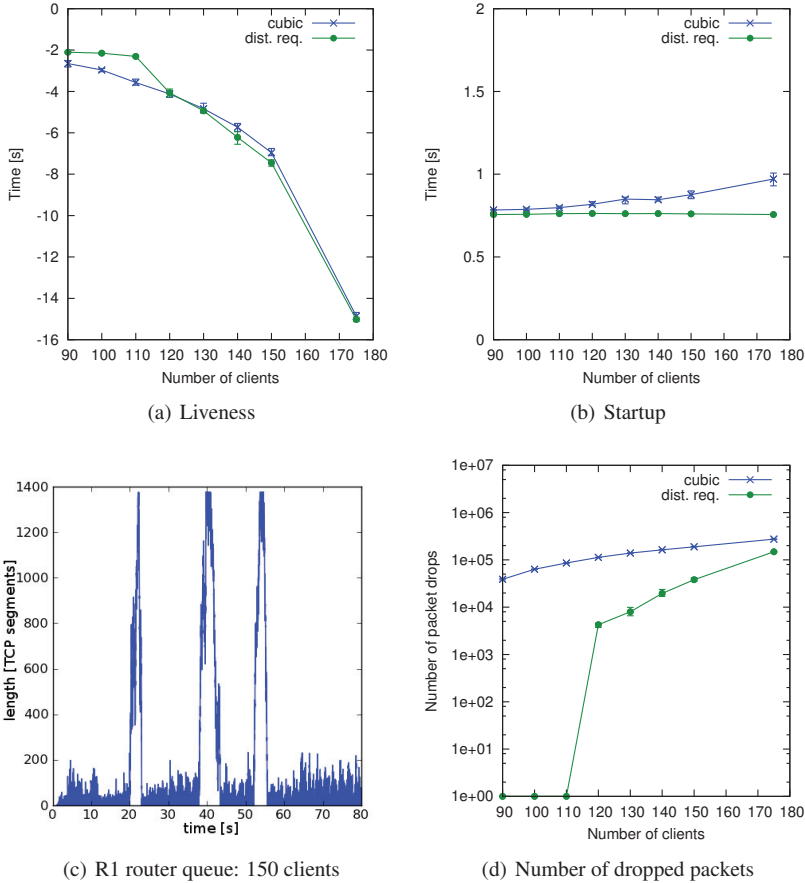 0
-2
-4
-6
-8
-10
-12
-14
-16
90 100 110 120 130 140 150 160 170 180
Time [s]
Number of clients
cubic
dist. req.
(a) Liveness
2
1.5
1
0.5
0
90 100 110 120 130 140 150 160 170 180
Time [s]
Number of clients
cubic
dist. req.
(b) Startup
1400
1200
1000
800
600
400
200
0
0 10 20 30 40 50 60 70 80
length [TCP segments]
time [s]
(c) R1 router queue: 150 clients
1e+07
1e+06
1e+05
1e+04
1e+03
1e+02
1e+01
1e+00
90 100 110 120 130 140 150 160 170 180
Number of packet drops
Number of clients
cubic
dist. req.
(d) Number of dropped packets